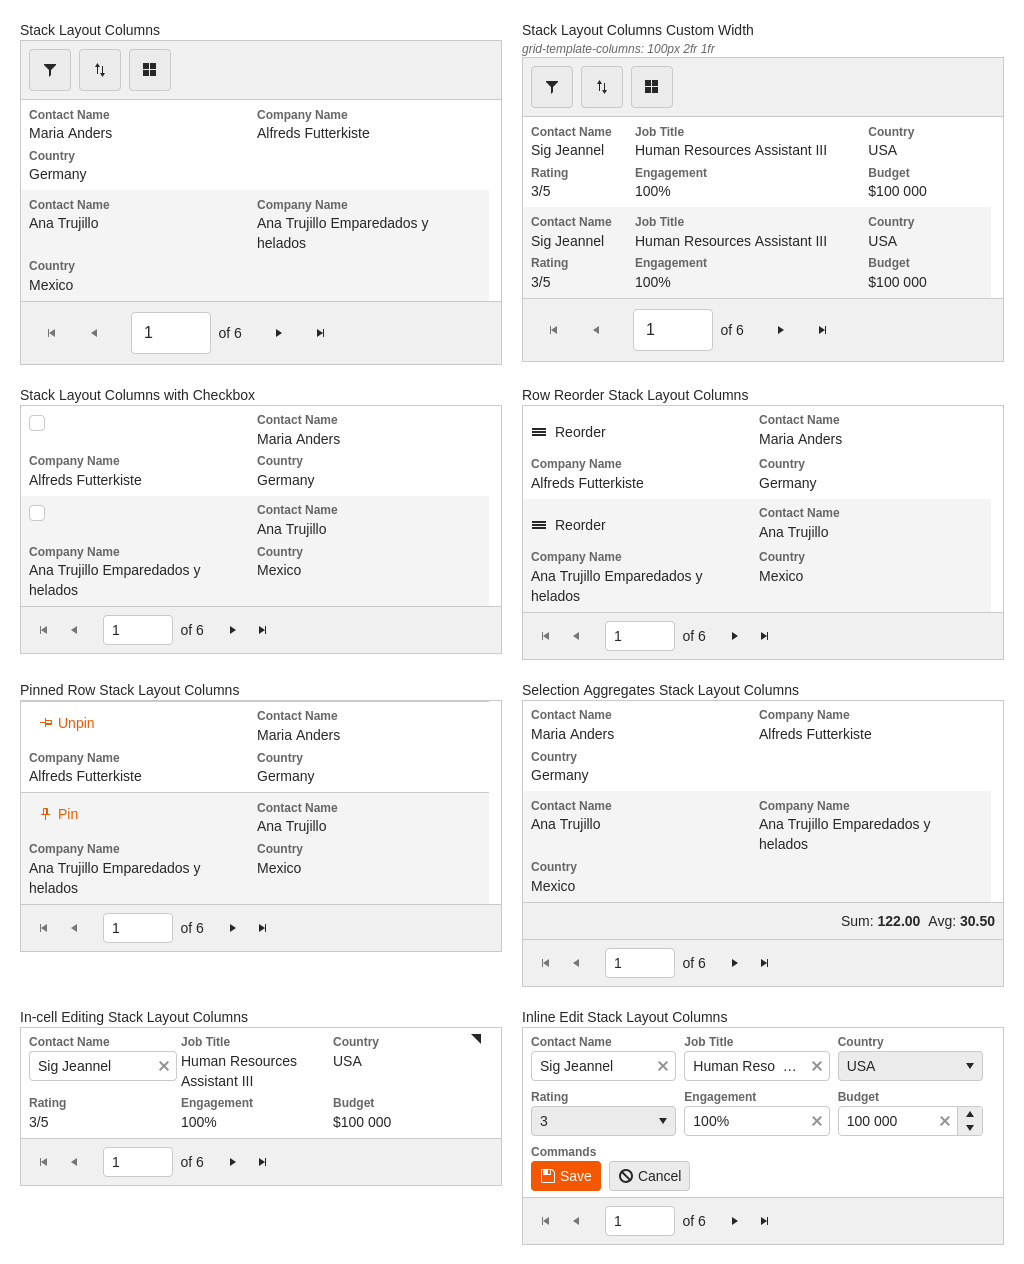 Stack Layout Columns
Contact Name Company Name
Maria Anders Alfreds Futterkiste
Country
Germany
Contact Name Company Name
Ana Trujillo Ana Trujillo Emparedados y
helados
Country
Mexico
1 of 6
Stack Layout Columns Custom Width
grid-template-columns: 100px 2fr 1fr
Contact Name Job Title Country
Sig Jeannel Human Resources Assistant III USA
Rating Engagement Budget
3/5 100% $100 000
Contact Name Job Title Country
Sig Jeannel Human Resources Assistant III USA
Rating Engagement Budget
3/5 100% $100 000
1 of 6
Stack Layout Columns with Checkbox
Contact Name
Maria Anders
Company Name Country
Alfreds Futterkiste Germany
Contact Name
Ana Trujillo
Company Name Country
Ana Trujillo Emparedados y Mexico
helados
1 of 6
Row Reorder Stack Layout Columns
Contact Name
Reorder Maria Anders
Company Name Country
Alfreds Futterkiste Germany
Contact Name
Reorder Ana Trujillo
Company Name Country
Ana Trujillo Emparedados y Mexico
helados
1 of 6
Pinned Row Stack Layout Columns
Contact Name
Unpin Maria Anders
Company Name Country
Alfreds Futterkiste Germany
Contact Name
Pin Ana Trujillo
Company Name Country
Ana Trujillo Emparedados y Mexico
helados
1 of 6
Selection Aggregates Stack Layout Columns
Contact Name Company Name
Maria Anders Alfreds Futterkiste
Country
Germany
Contact Name Company Name
Ana Trujillo Ana Trujillo Emparedados y
helados
Country
Mexico
Sum: 122.00 Avg: 30.50
1 of 6
In-cell Editing Stack Layout Columns
Contact Name Job Title Country
Sig Jeannel Human Resources USA
Assistant III
Rating Engagement Budget
3/5 100% $100 000
1 of 6
Inline Edit Stack Layout Columns
Contact Name Job Title Country
Sig Jeannel Human Reso … USA
Rating Engagement Budget
3 100% 100 000
Commands
Save Cancel
1 of 6